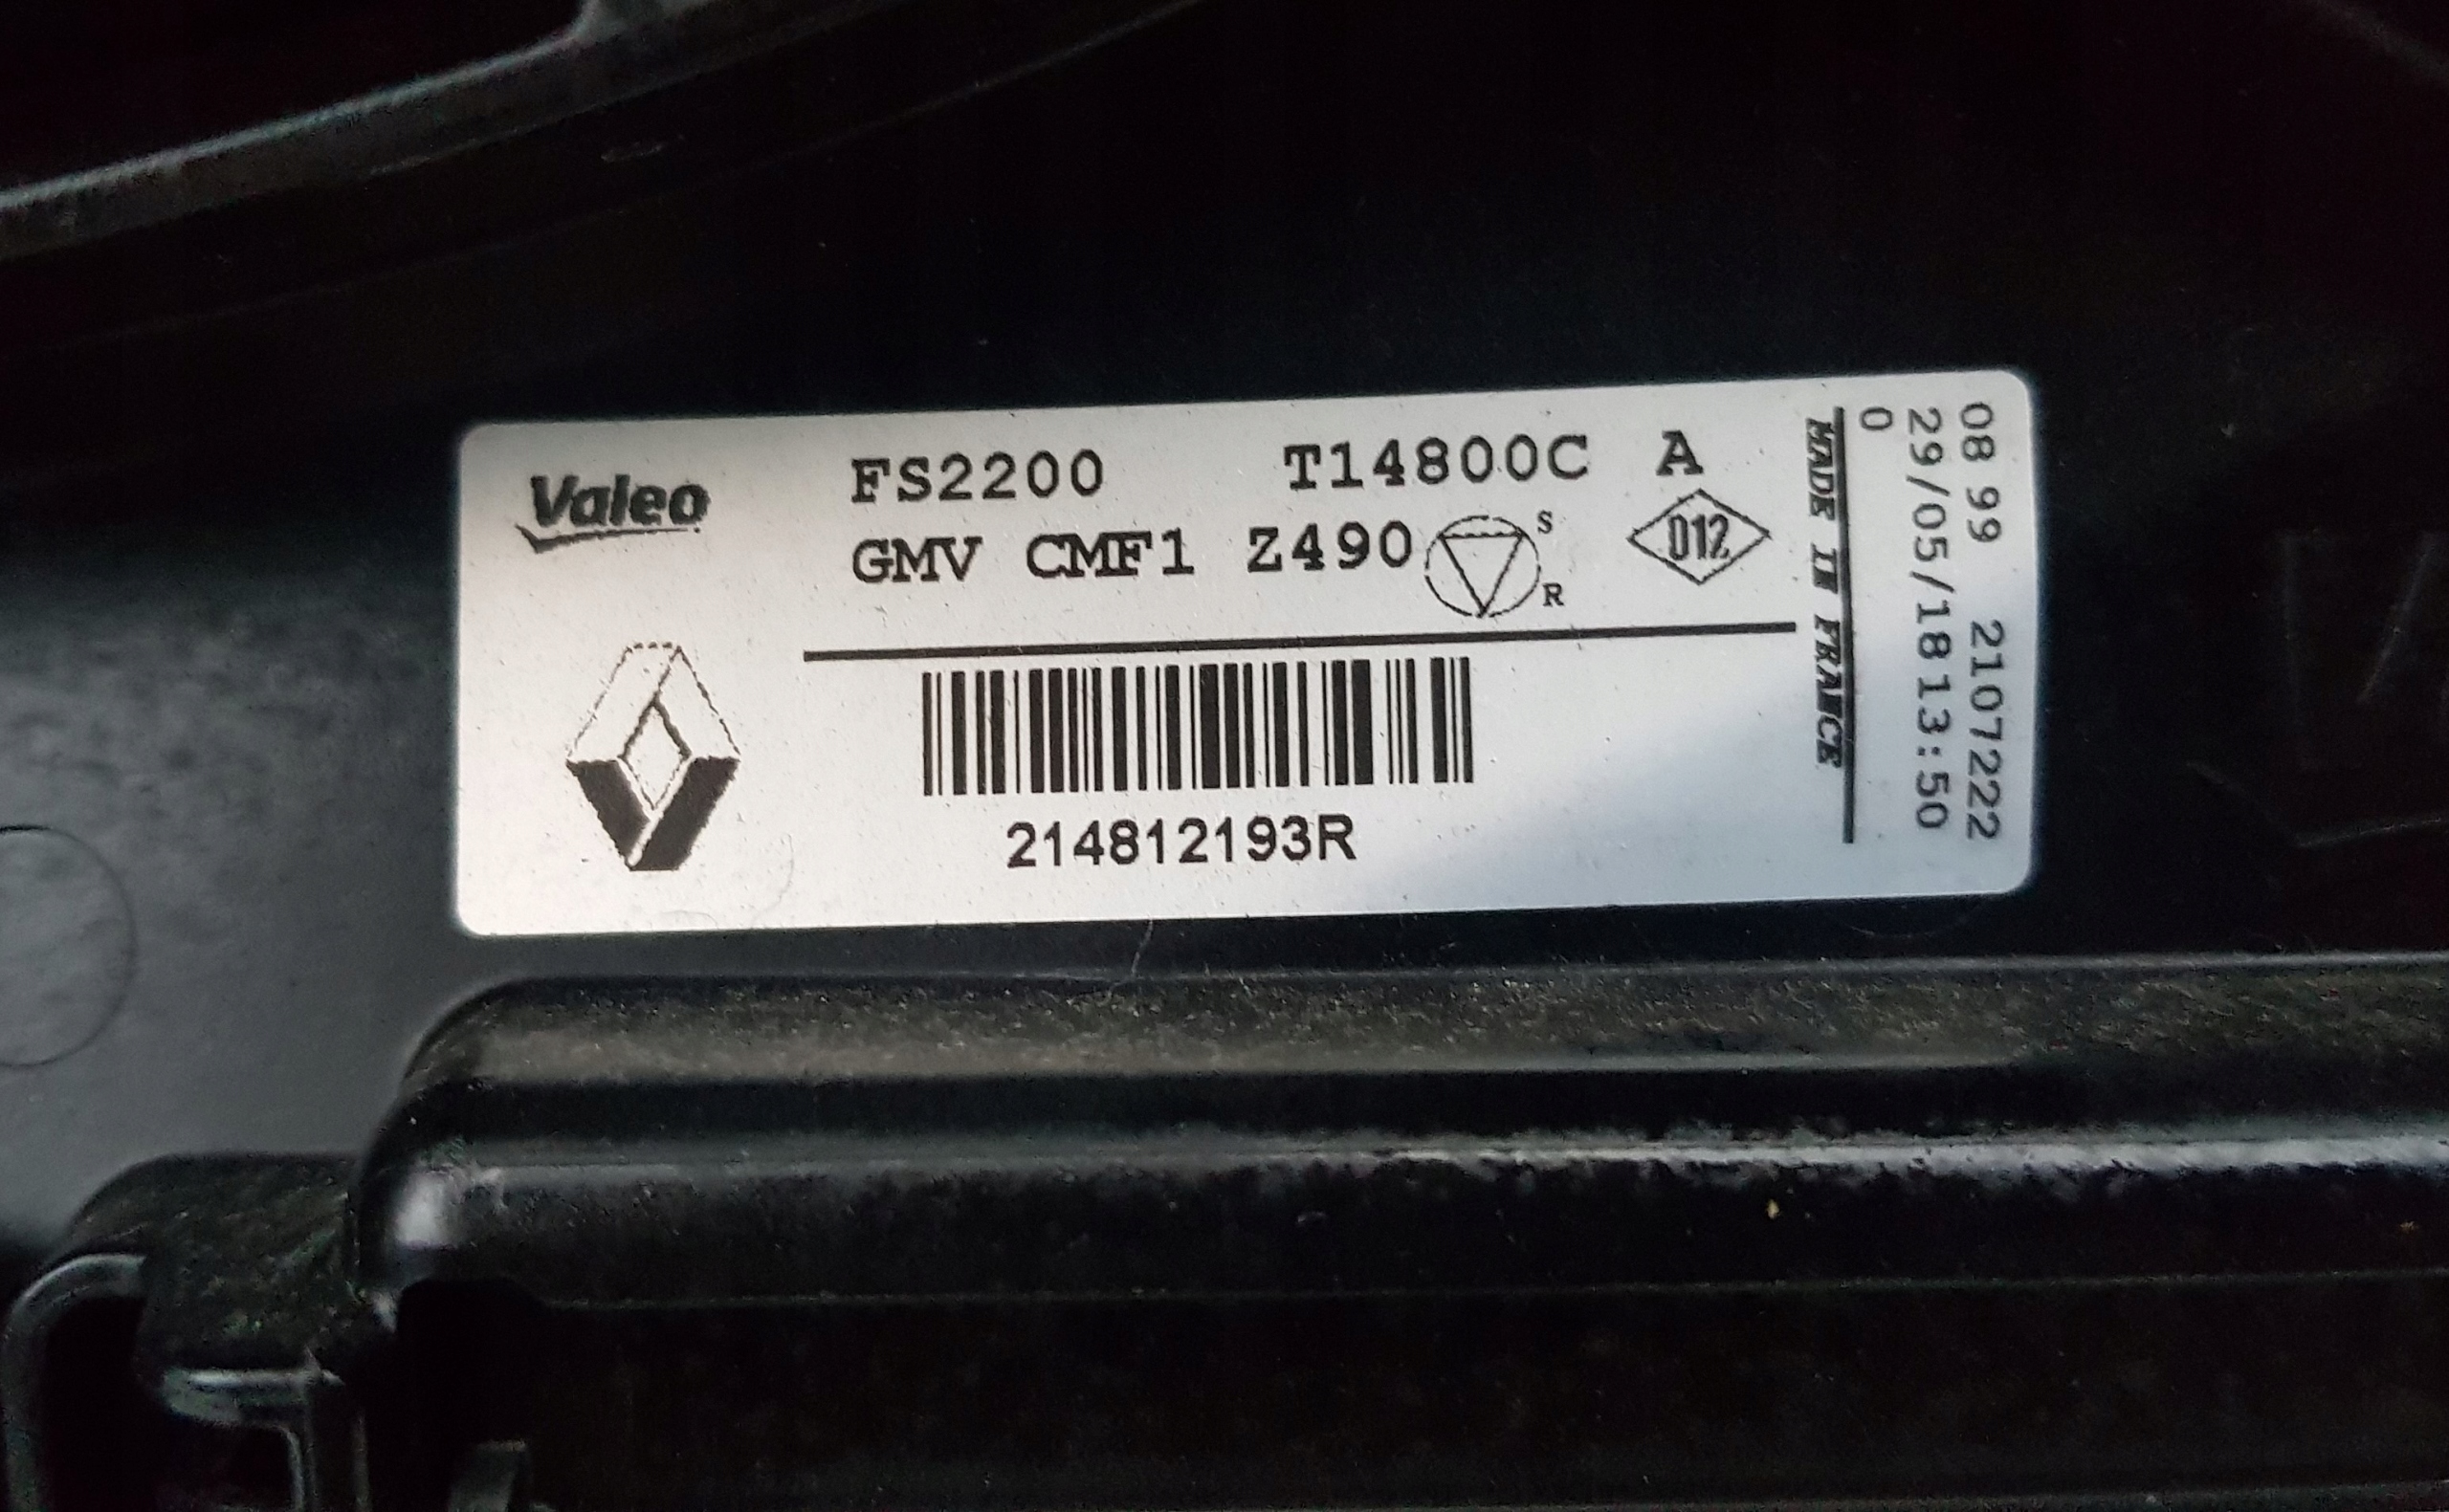 Valeo
FS2200 T14800C A
GMV CMF1 Z490
S
R
012
214812193R
MADE IN FRANCE
08 99 2107222
29/05/18 13:50
0